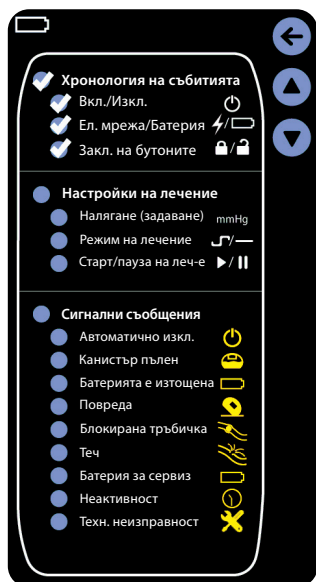 Хронология на събитията
Вкл./Изкл.
Ел. мрежа/Батерия
Закл. на бутоните
Настройки на лечение
Налягане (задаване) mmHg
Режим на лечение
Старт/пауза на леч-е
Сигнални съобщения
Автоматично изкл.
Канистър пълен
Батерията е изтощена
Повреда
Блокирана тръбичка
Теч
Батерия за сервиз
Неактивност
Техн. неизправност